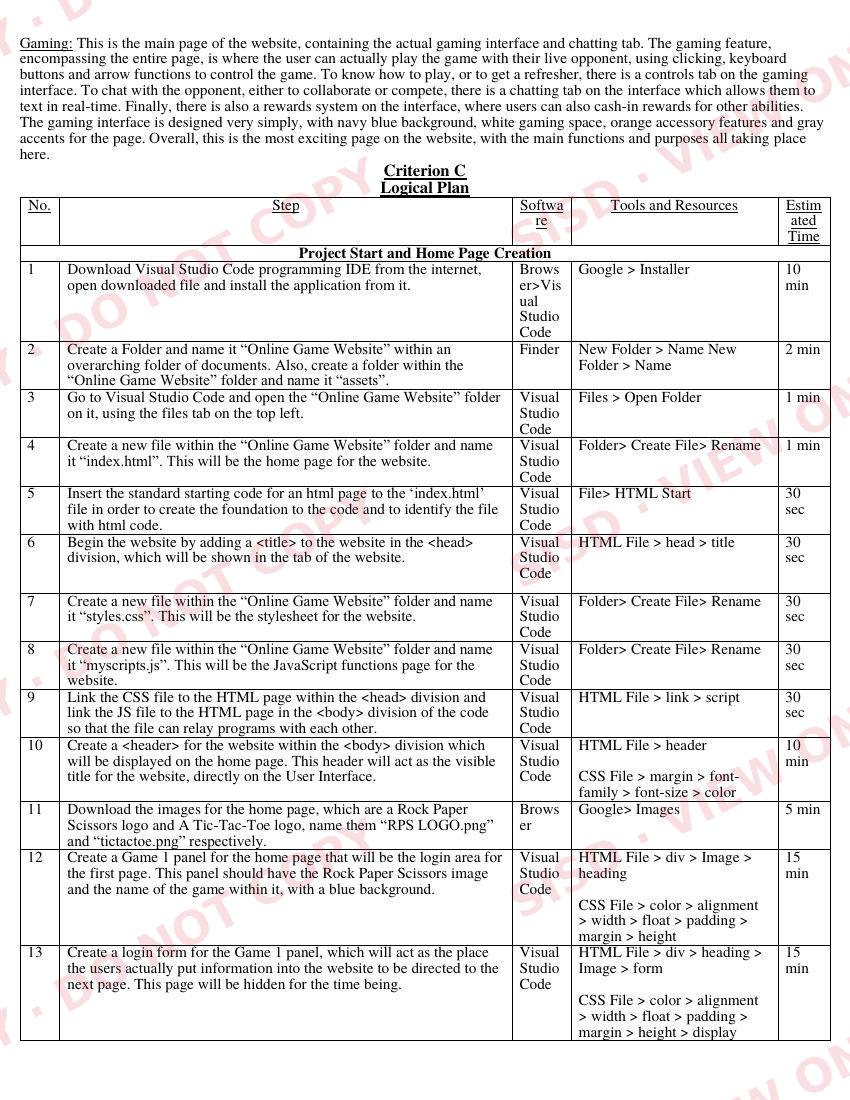 Gaming: This is the main page of the website, containing the actual gaming interface and chatting tab. The gaming feature,
encompassing the entire page, is where the user can actually play the game with their live opponent, using clicking, keyboard
buttons and arrow functions to control the game. To know how to play, or to get a refresher, there is a controls tab on the gaming
interface. To chat with the opponent, either to collaborate or compete, there is a chatting tab on the interface which allows them to
text in real-time. Finally, there is also a rewards system on the interface, where users can also cash-in rewards for other abilities.
The gaming interface is designed very simply, with navy blue background, white gaming space, orange accessory features and gray
accents for the page. Overall, this is the most exciting page on the website, with the main functions and purposes all taking place
here.
Criterion C
Logical Plan
No. Step Softwa Tools and Resources Estim
re ated
Time
Project Start and Home Page Creation
1 Download Visual Studio Code programming IDE from the internet, Brows Google > Installer 10
open downloaded file and install the application from it. er>Vis min
ual
Studio
Code
2 Create a Folder and name it “Online Game Website” within an Finder New Folder > Name New 2 min
overarching folder of documents. Also, create a folder within the Folder > Name
“Online Game Website” folder and name it “assets”.
3 Go to Visual Studio Code and open the “Online Game Website” folder Visual Files > Open Folder 1 min
on it, using the files tab on the top left. Studio
Code
4 Create a new file within the “Online Game Website” folder and name Visual Folder> Create File> Rename 1 min
it “index.html”. This will be the home page for the website. Studio
Code
5 Insert the standard starting code for an html page to the ‘index.html’ Visual File> HTML Start 30
file in order to create the foundation to the code and to identify the file Studio sec
with html code. Code
6 Begin the website by adding a <title> to the website in the <head> Visual HTML File > head > title 30
division, which will be shown in the tab of the website. Studio sec
Code
7 Create a new file within the “Online Game Website” folder and name Visual Folder> Create File> Rename 30
it “styles.css”. This will be the stylesheet for the website. Studio sec
Code
8 Create a new file within the “Online Game Website” folder and name Visual Folder> Create File> Rename 30
it “myscripts.js”. This will be the JavaScript functions page for the Studio sec
website. Code
9 Link the CSS file to the HTML page within the <head> division and Visual HTML File > link > script 30
link the JS file to the HTML page in the <body> division of the code Studio sec
so that the file can relay programs with each other. Code
10 Create a <header> for the website within the <body> division which Visual HTML File > header 10
will be displayed on the home page. This header will act as the visible Studio min
title for the website, directly on the User Interface. Code CSS File > margin > font-
family > font-size > color
11 Download the images for the home page, which are a Rock Paper Brows Google> Images 5 min
Scissors logo and A Tic-Tac-Toe logo, name them “RPS LOGO.png” er
and “tictactoe.png” respectively.
12 Create a Game 1 panel for the home page that will be the login area for Visual HTML File > div > Image > 15
the first page. This panel should have the Rock Paper Scissors image Studio heading min
and the name of the game within it, with a blue background. Code
CSS File > color > alignment
> width > float > padding >
margin > height
13 Create a login form for the Game 1 panel, which will act as the place Visual HTML File > div > heading > 15
the users actually put information into the website to be directed to the Studio Image > form min
next page. This page will be hidden for the time being. Code
CSS File > color > alignment
> width > float > padding >
margin > height > display
SISD · VIEW ON
Y · DO NOT COPY
SISD · VIEW ON
Y · DO NOT COPY
SISD · VIEW ON
Y · DO NOT COPY
VIEW ON